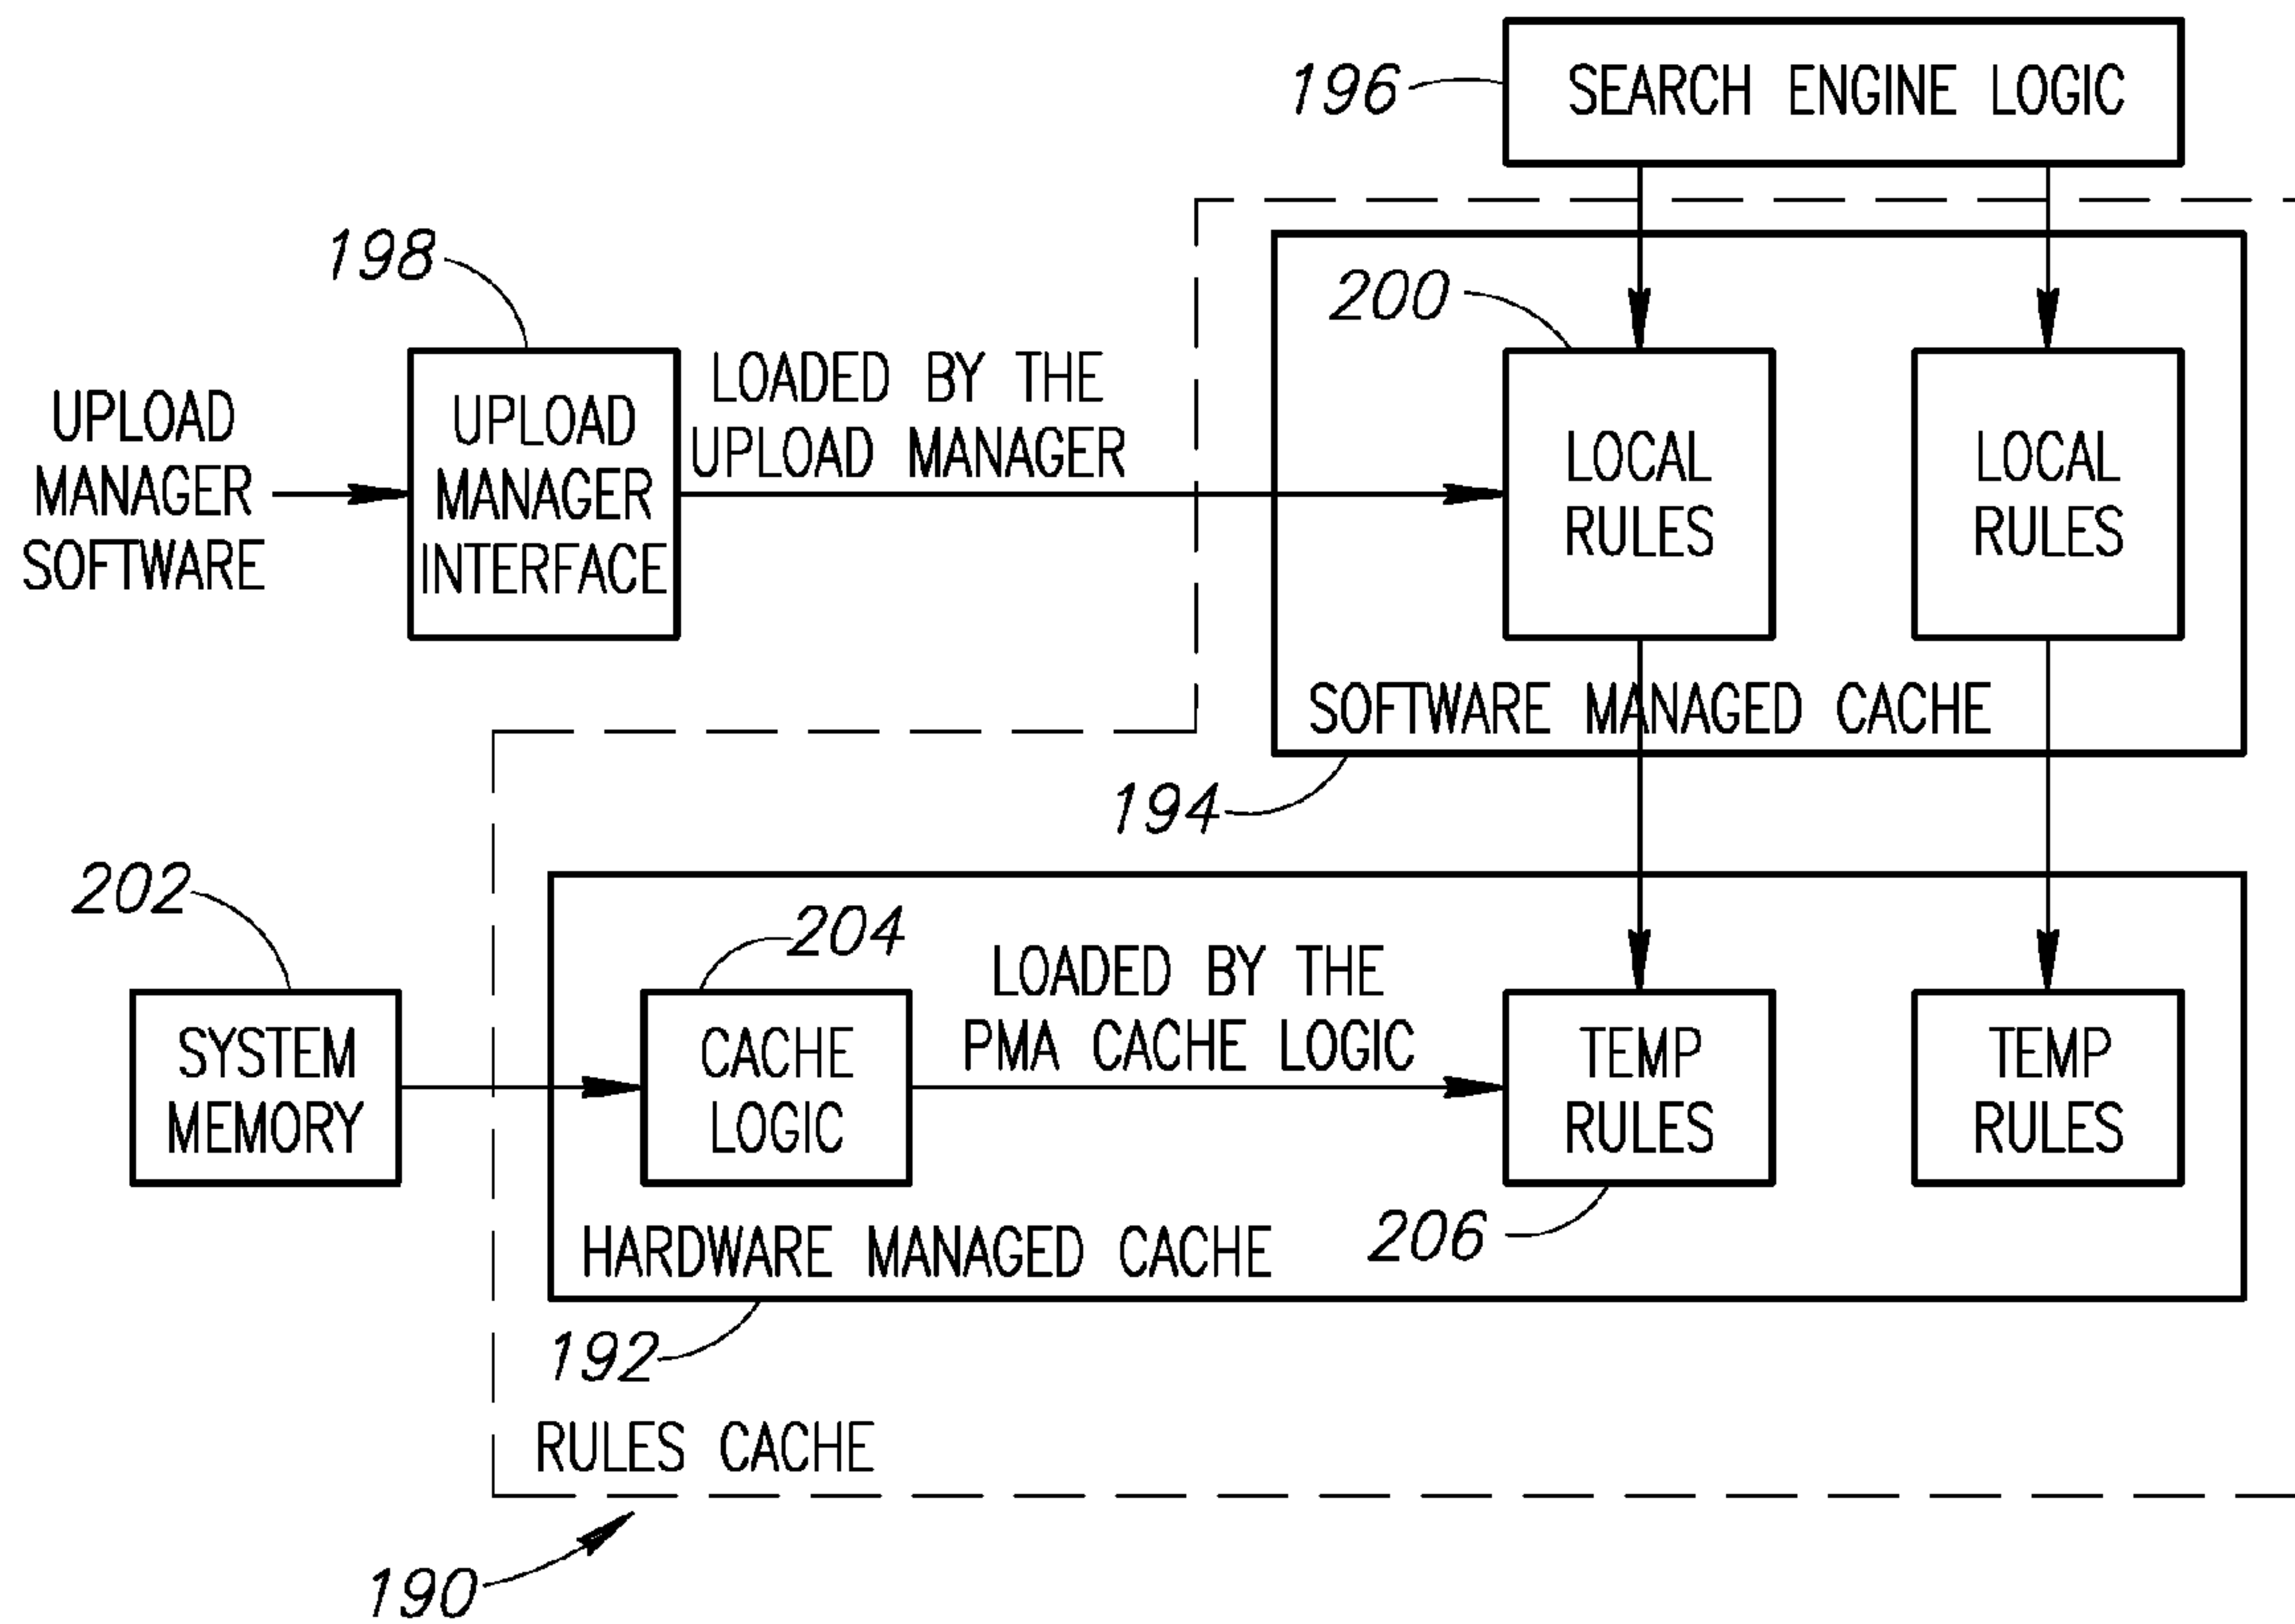 SEARCH ENGINE LOGIC
196
198
200
UPLOAD
MANAGER
SOFTWARE
UPLOAD
MANAGER
INTERFACE
LOADED BY THE
UPLOAD MANAGER
LOCAL
RULES
LOCAL
RULES
SOFTWARE MANAGED CACHE
194
202
204
SYSTEM
MEMORY
CACHE
LOGIC
LOADED BY THE
PMA CACHE LOGIC
TEMP
RULES
TEMP
RULES
206
HARDWARE MANAGED CACHE
192
RULES CACHE
190